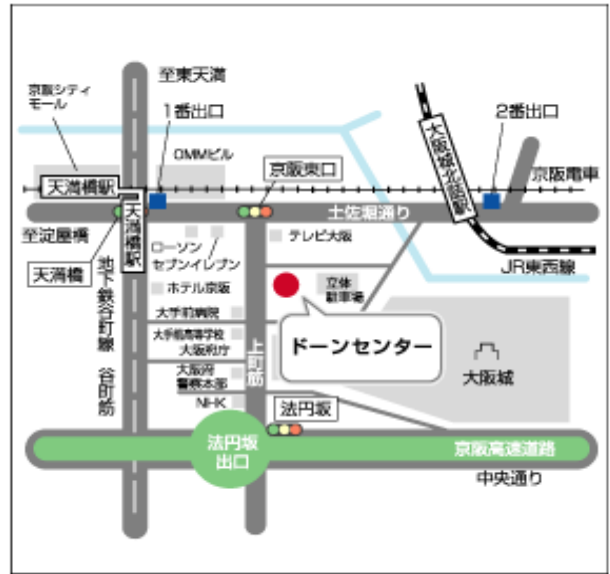 至東天満
京阪シティ
モール
1番出口
2番出口
OMMビル
京阪東口
大阪城北詰駅
京阪電車
天満橋駅
土佐堀通り
天満橋駅
至淀屋橋
テレビ大阪
ローソン
セブンイレブン
JR東西線
天満橋
ホテル京阪
立体
駐車場
地下鉄谷町線 谷町筋
大手前病院
ドーンセンター
大手前高等学校
大阪府庁
上町筋
大阪城
大阪府
警察本部
NHK
法円坂
法円坂
出口
京阪高速道路
中央通り